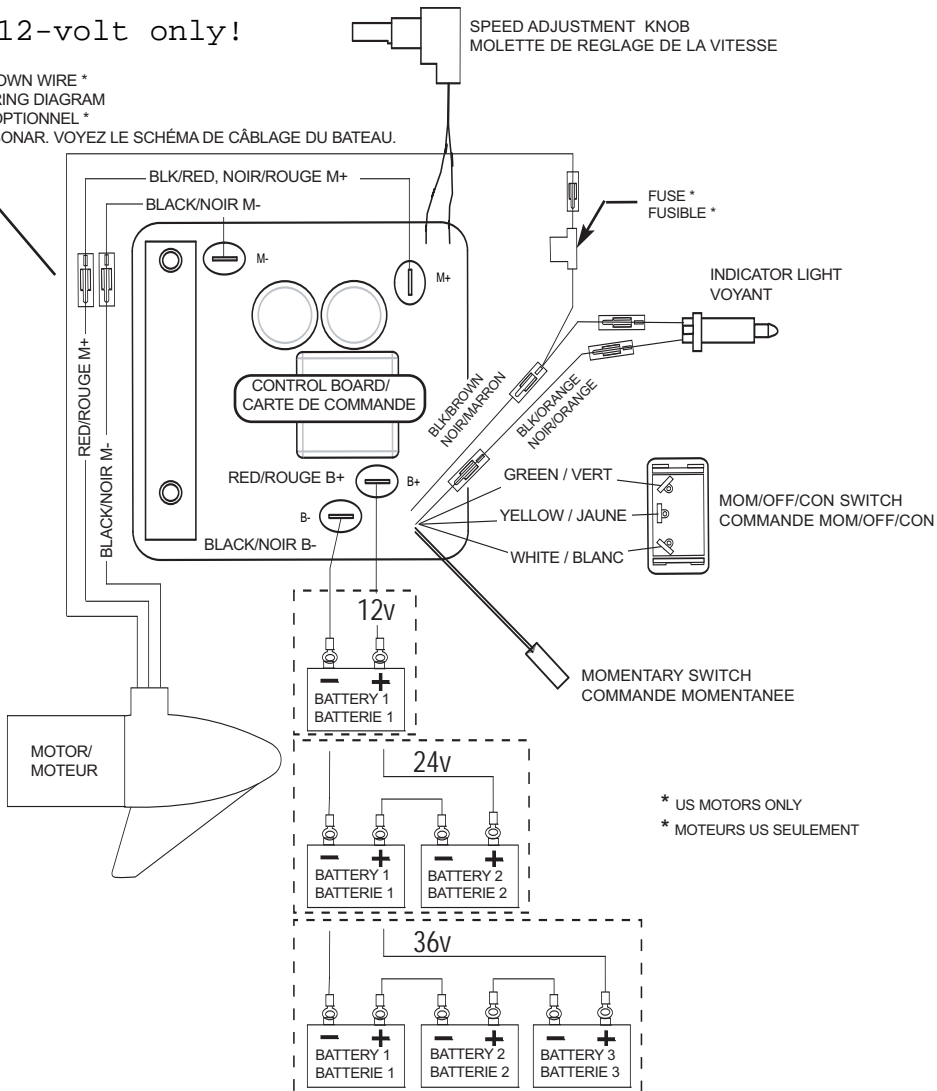 12-volt only!
SPEED ADJUSTMENT KNOB
MOLETTE DE REGLAGE DE LA VITESSE
OWN WIRE *
RING DIAGRAM
OPTIONNEL *
SONAR. VOYEZ LE SCHÉMA DE CÂBLAGE DU BATEAU.
BLK/RED, NOIR/ROUGE M+
BLACK/NOIR M-
FUSE *
FUSIBLE *
M-
M+
INDICATOR LIGHT
VOYANT
RED/ROUGE M+
BLACK/NOIR M-
CONTROL BOARD/
CARTE DE COMMANDE
BLK/BROWN
NOIR/MARRON
BLK/ORANGE
NOIR/ORANGE
RED/ROUGE B+
B+
B-
BLACK/NOIR B-
GREEN / VERT
YELLOW / JAUNE
WHITE / BLANC
MOM/OFF/CON SWITCH
COMMANDE MOM/OFF/CON
MOMENTARY SWITCH
COMMANDE MOMENTANEE
12v
BATTERY 1
BATTERIE 1
MOTOR/
MOTEUR
24v
BATTERY 1
BATTERIE 1
BATTERY 2
BATTERIE 2
* US MOTORS ONLY
* MOTEURS US SEULEMENT
36v
BATTERY 1
BATTERIE 1
BATTERY 2
BATTERIE 2
BATTERY 3
BATTERIE 3